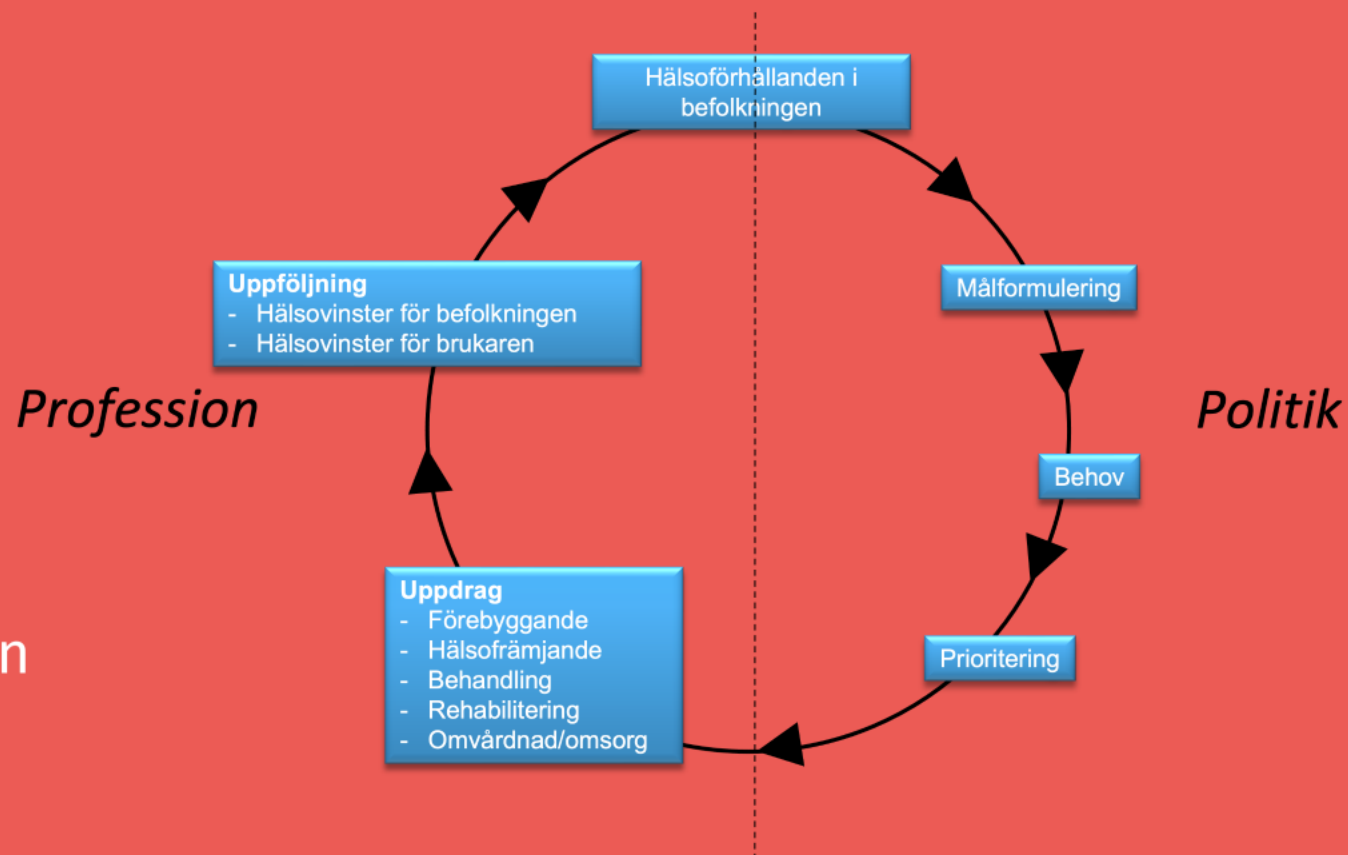 Hälsoförhållanden i
befolkningen
Målformulering
Behov
Prioritering
Uppdrag
- Förebyggande
- Hälsofrämjande
- Behandling
- Rehabilitering
- Omvårdnad/omsorg
Uppföljning
- Hälsovinster för befolkningen
- Hälsovinster för brukaren
Profession
Politik
n